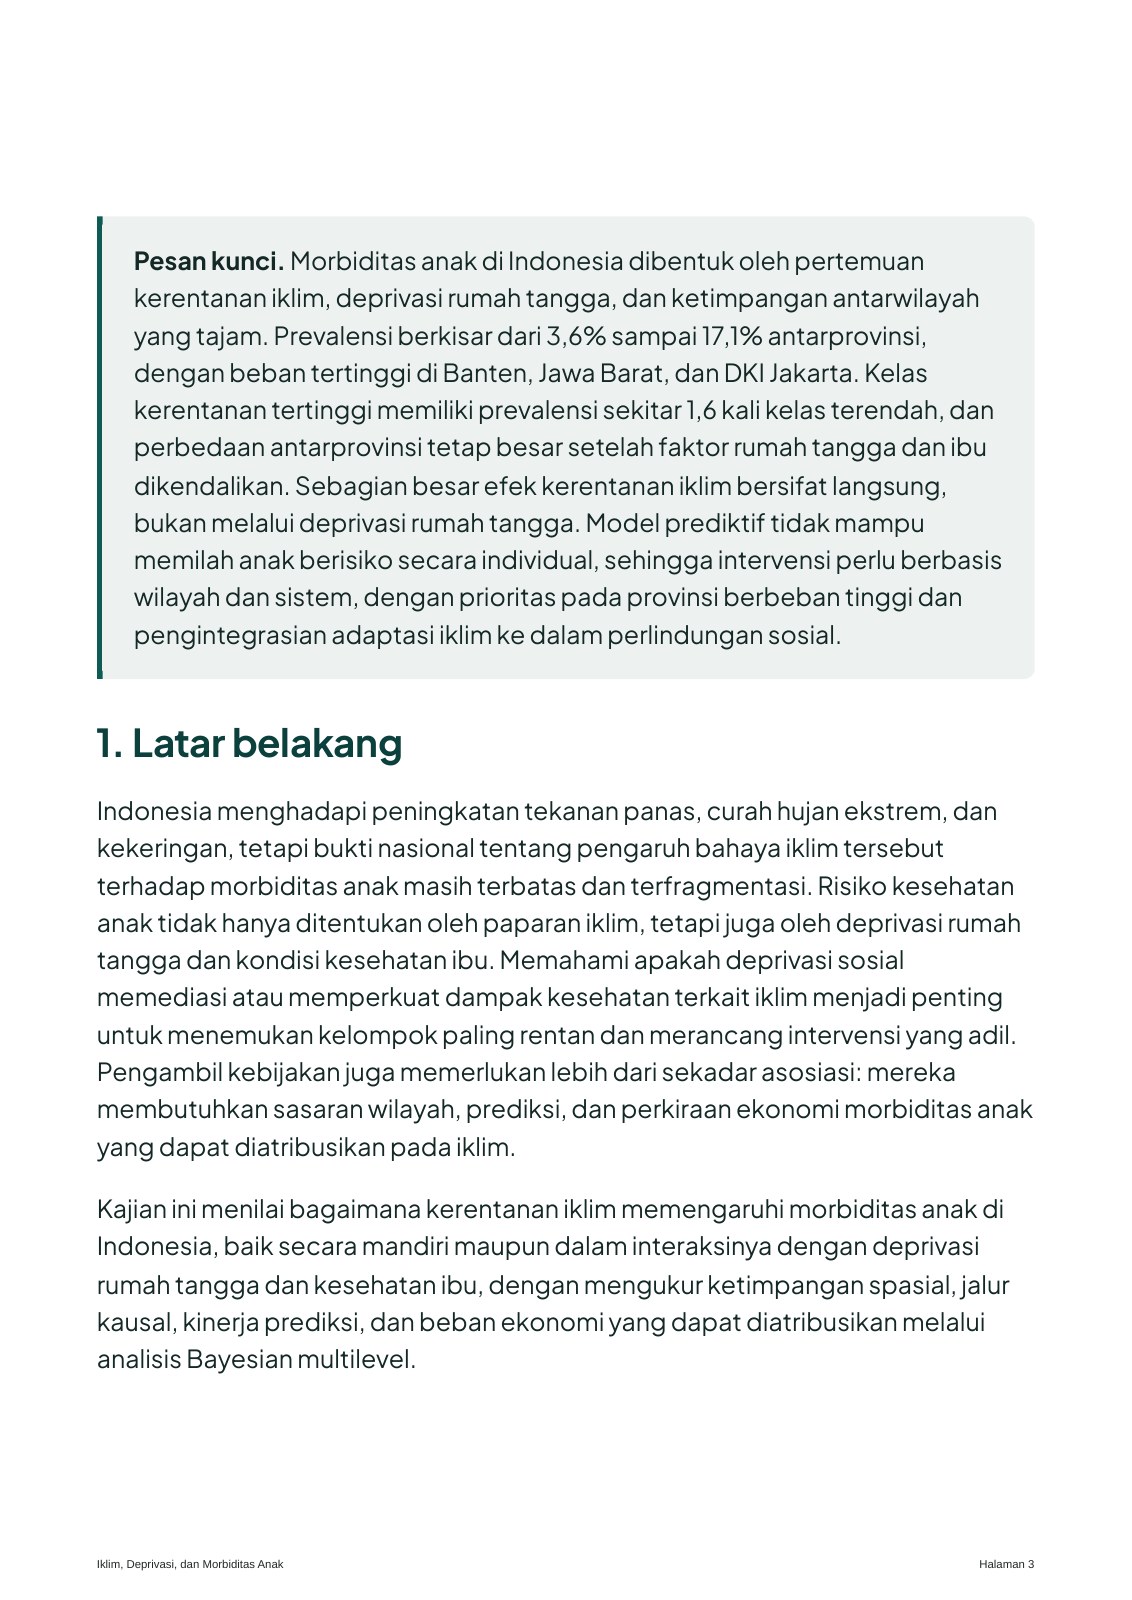 Pesan kunci. Morbiditas anak di Indonesia dibentuk oleh pertemuan
kerentanan iklim, deprivasi rumah tangga, dan ketimpangan antarwilayah
yang tajam. Prevalensi berkisar dari 3,6% sampai 17,1% antarprovinsi,
dengan beban tertinggi di Banten, Jawa Barat, dan DKI Jakarta. Kelas
kerentanan tertinggi memiliki prevalensi sekitar 1,6 kali kelas terendah, dan
perbedaan antarprovinsi tetap besar setelah faktor rumah tangga dan ibu
dikendalikan. Sebagian besar efek kerentanan iklim bersifat langsung,
bukan melalui deprivasi rumah tangga. Model prediktif tidak mampu
memilah anak berisiko secara individual, sehingga intervensi perlu berbasis
wilayah dan sistem, dengan prioritas pada provinsi berbeban tinggi dan
pengintegrasian adaptasi iklim ke dalam perlindungan sosial.
1. Latar belakang
Indonesia menghadapi peningkatan tekanan panas, curah hujan ekstrem, dan
kekeringan, tetapi bukti nasional tentang pengaruh bahaya iklim tersebut
terhadap morbiditas anak masih terbatas dan terfragmentasi. Risiko kesehatan
anak tidak hanya ditentukan oleh paparan iklim, tetapi juga oleh deprivasi rumah
tangga dan kondisi kesehatan ibu. Memahami apakah deprivasi sosial
memediasi atau memperkuat dampak kesehatan terkait iklim menjadi penting
untuk menemukan kelompok paling rentan dan merancang intervensi yang adil.
Pengambil kebijakan juga memerlukan lebih dari sekadar asosiasi: mereka
membutuhkan sasaran wilayah, prediksi, dan perkiraan ekonomi morbiditas anak
yang dapat diatribusikan pada iklim.
Kajian ini menilai bagaimana kerentanan iklim memengaruhi morbiditas anak di
Indonesia, baik secara mandiri maupun dalam interaksinya dengan deprivasi
rumah tangga dan kesehatan ibu, dengan mengukur ketimpangan spasial, jalur
kausal, kinerja prediksi, dan beban ekonomi yang dapat diatribusikan melalui
analisis Bayesian multilevel.
Iklim, Deprivasi, dan Morbiditas Anak
Halaman 3